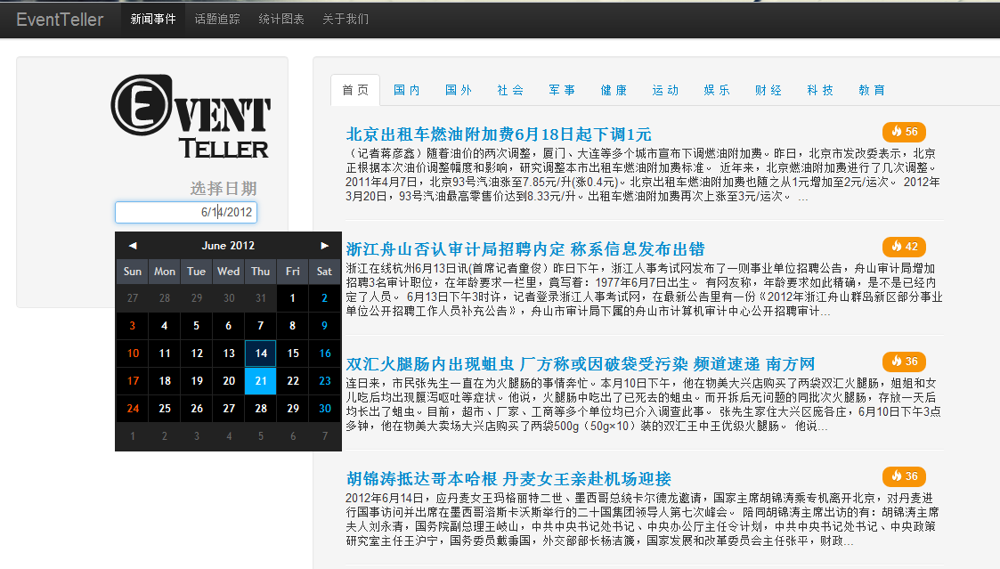 EventTeller 新闻事件 话题追踪 统计图表 关于我们
EVENT
TELLER
选择日期
6/14/2012
◄ June 2012 ►
Sun Mon Tue Wed Thu Fri Sat
27 28 29 30 31 1 2
3 4 5 6 7 8 9
10 11 12 13 14 15 16
17 18 19 20 21 22 23
24 25 26 27 28 29 30
1 2 3 4 5 6 7
首页 国内 国外 社会 军事 健康 运动 娱乐 财经 科技 教育
北京出租车燃油附加费6月18日起下调1元 56
（记者蒋彦鑫）随着油价的两次调整，厦门、大连等多个城市宣布下调燃油附加费。昨日，北京市发改委表示，北京
正根据本次油价调整幅度和影响，研究调整本市出租车燃油附加费标准。 近年来，北京燃油附加费进行了几次调整。
2011年4月7日，北京93号汽油涨至7.85元/升(涨0.4元)。北京出租车燃油附加费也随之从1元增加至2元/运次。 2012年
3月20日，93号汽油最高零售价达到8.33元/升。出租车燃油附加费再次上涨至3元/运次。 ...
浙江舟山否认审计局招聘内定 称系信息发布出错 42
浙江在线杭州6月13日讯(首席记者董俊）昨日下午，浙江人事考试网发布了一则事业单位招聘公告，舟山审计局增加
招聘3名审计职位，在年龄要求一栏里，竟写着：1977年6月7日出生。 有网友称，年龄要求如此精确，是不是已经内
定了人员。 6月13日下午3时许，记者登录浙江人事考试网，在最新公告里有一份《2012年浙江舟山群岛新区部分事业
单位公开招聘工作人员补充公告》，舟山市审计局下属的舟山市计算机审计中心公开招聘审计...
双汇火腿肠内出现蛆虫 厂方称或因破袋受污染 频道速递 南方网 36
连日来，市民张先生一直在为火腿肠的事情奔忙。本月10日下午，他在物美大兴店购买了两袋双汇火腿肠，姐姐和女
儿吃后均出现腹泻呕吐等症状。他说，火腿肠中吃出了已死去的蛆虫。而开拆后无问题的同批次火腿肠，存放一天后
均长出了蛆虫。目前，超市、厂家、工商等多个单位均已介入调查此事。 张先生家住大兴区庞各庄，6月10日下午3点
多钟，他在物美大卖场大兴店购买了两袋500g（50g×10）装的双汇王中王优级火腿肠。 他说...
胡锦涛抵达哥本哈根 丹麦女王亲赴机场迎接 36
2012年6月14日，应丹麦女王玛格丽特二世、墨西哥总统卡尔德龙邀请，国家主席胡锦涛乘专机离开北京，对丹麦进
行国事访问并出席在墨西哥洛斯卡沃斯举行的二十国集团领导人第七次峰会。 陪同胡锦涛主席出访的有：胡锦涛主席
夫人刘永清，国务院副总理王岐山，中共中央书记处书记、中央办公厅主任令计划，中共中央书记处书记、中央政策
研究室主任王沪宁，国务委员戴秉国，外交部部长杨洁篪，国家发展和改革委员会主任张平，财政...